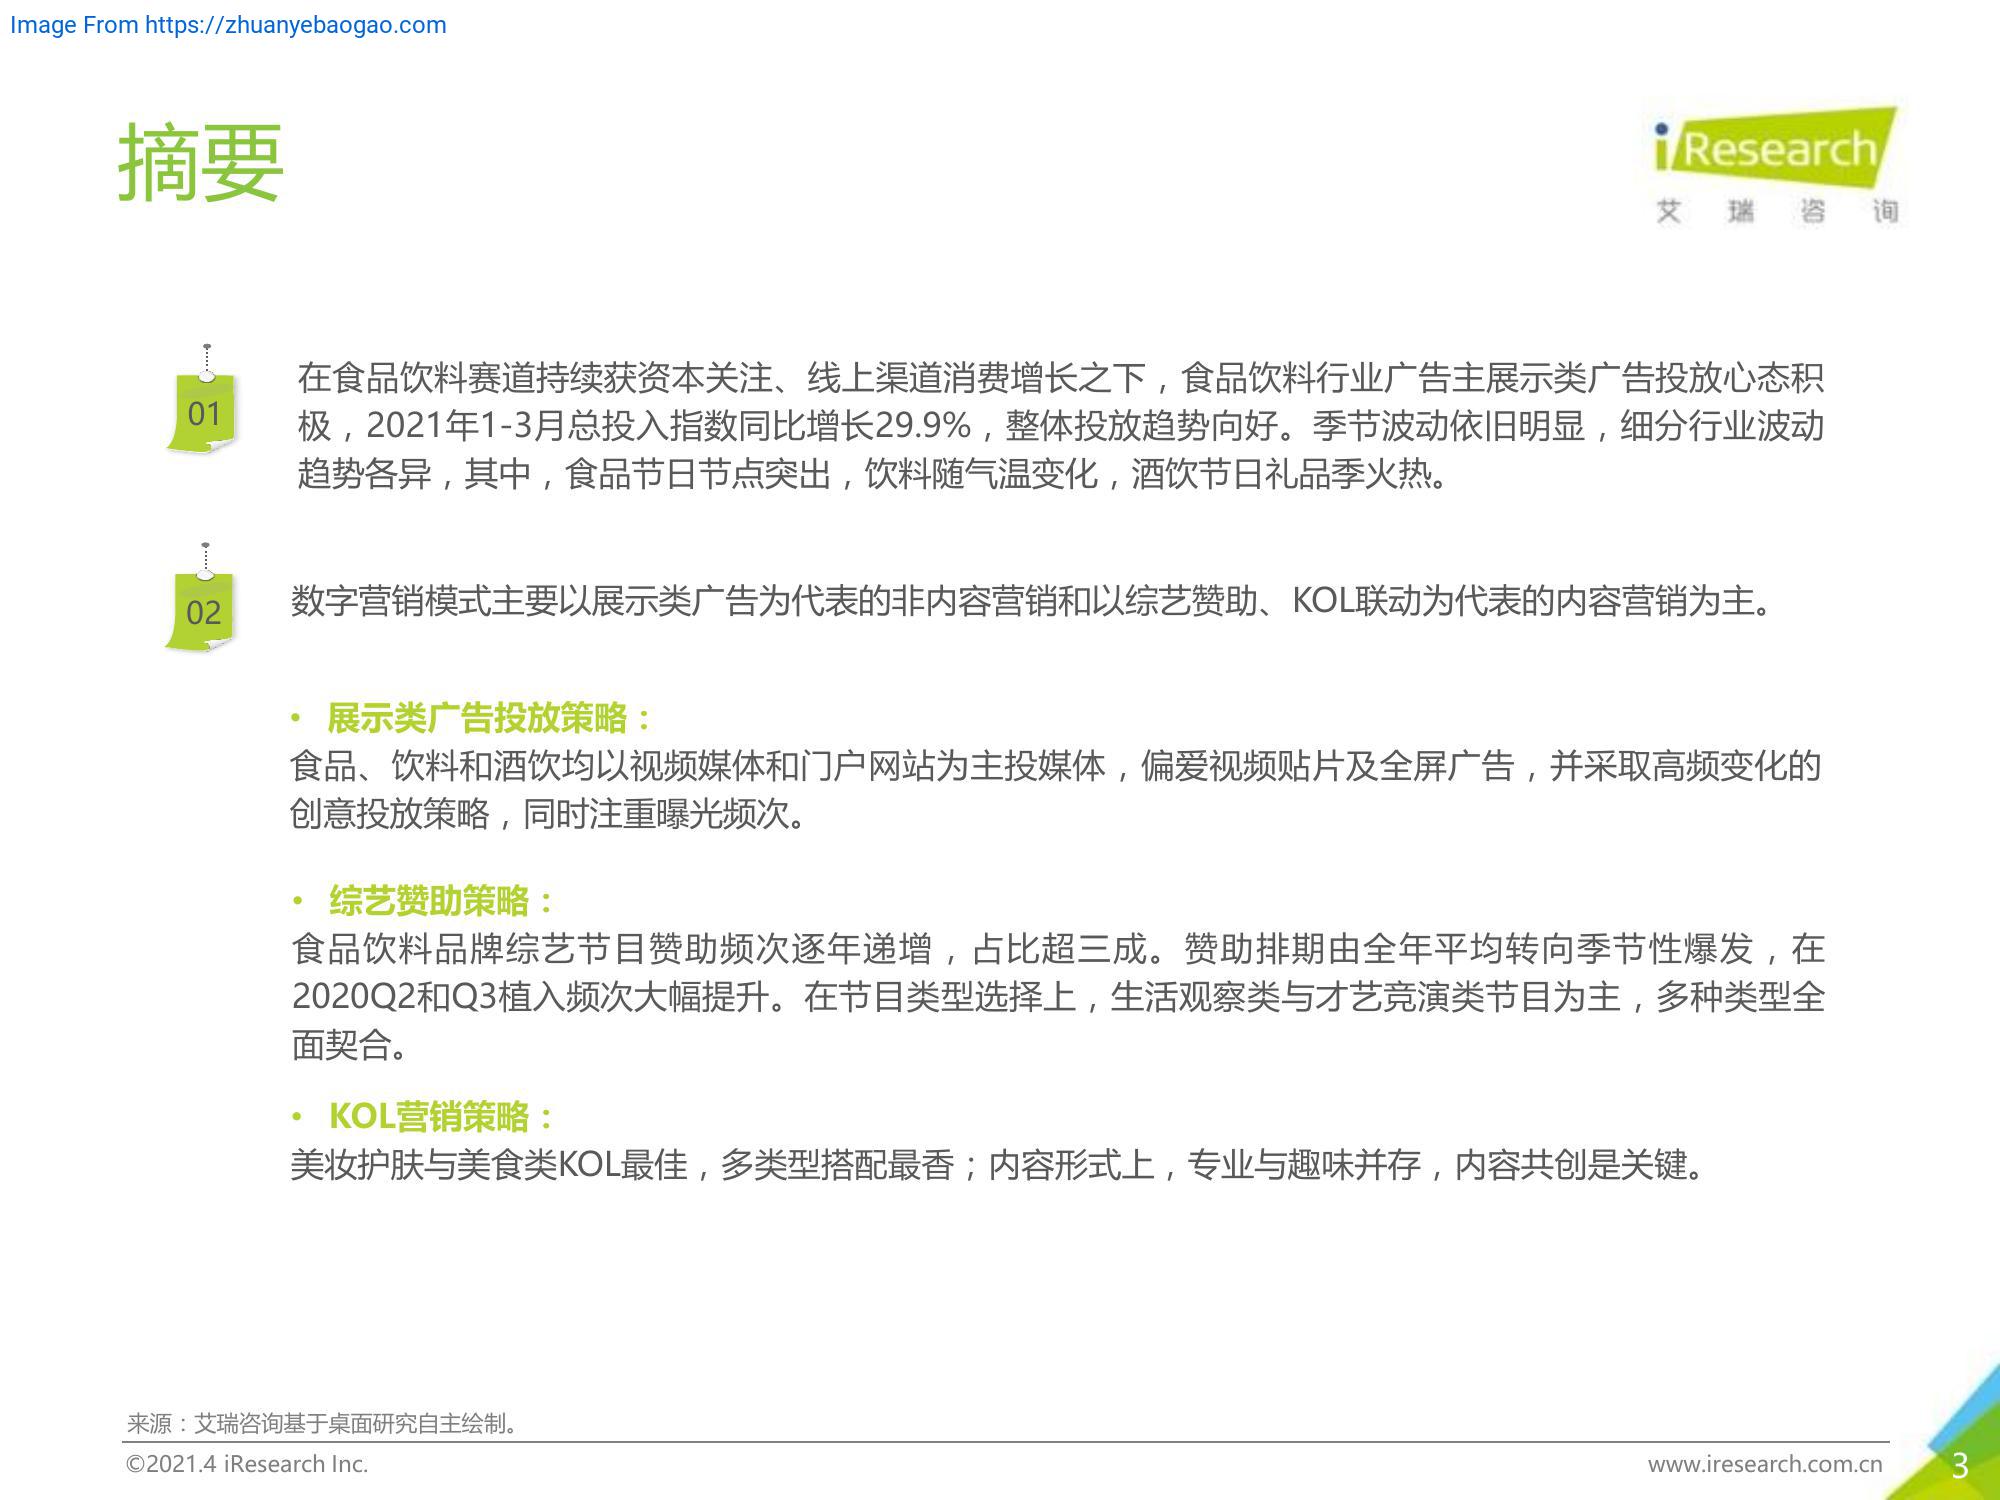 Image From https://zhuanyebaogao.com
摘要
iResearch
艾瑞咨询
01
在食品饮料赛道持续获资本关注、线上渠道消费增长之下，食品饮料行业广告主展示类广告投放心态积
极，2021年1-3月总投入指数同比增长29.9%，整体投放趋势向好。季节波动依旧明显，细分行业波动
趋势各异，其中，食品节日节点突出，饮料随气温变化，酒饮节日礼品季火热。
02
数字营销模式主要以展示类广告为代表的非内容营销和以综艺赞助、KOL联动为代表的内容营销为主。
• 展示类广告投放策略：
食品、饮料和酒饮均以视频媒体和门户网站为主投媒体，偏爱视频贴片及全屏广告，并采取高频变化的
创意投放策略，同时注重曝光频次。
• 综艺赞助策略：
食品饮料品牌综艺节目赞助频次逐年递增，占比超三成。赞助排期由全年平均转向季节性爆发，在
2020Q2和Q3植入频次大幅提升。在节目类型选择上，生活观察类与才艺竞演类节目为主，多种类型全
面契合。
• KOL营销策略：
美妆护肤与美食类KOL最佳，多类型搭配最香；内容形式上，专业与趣味并存，内容共创是关键。
来源：艾瑞咨询基于桌面研究自主绘制。
©2021.4 iResearch Inc.
www.iresearch.com.cn
3